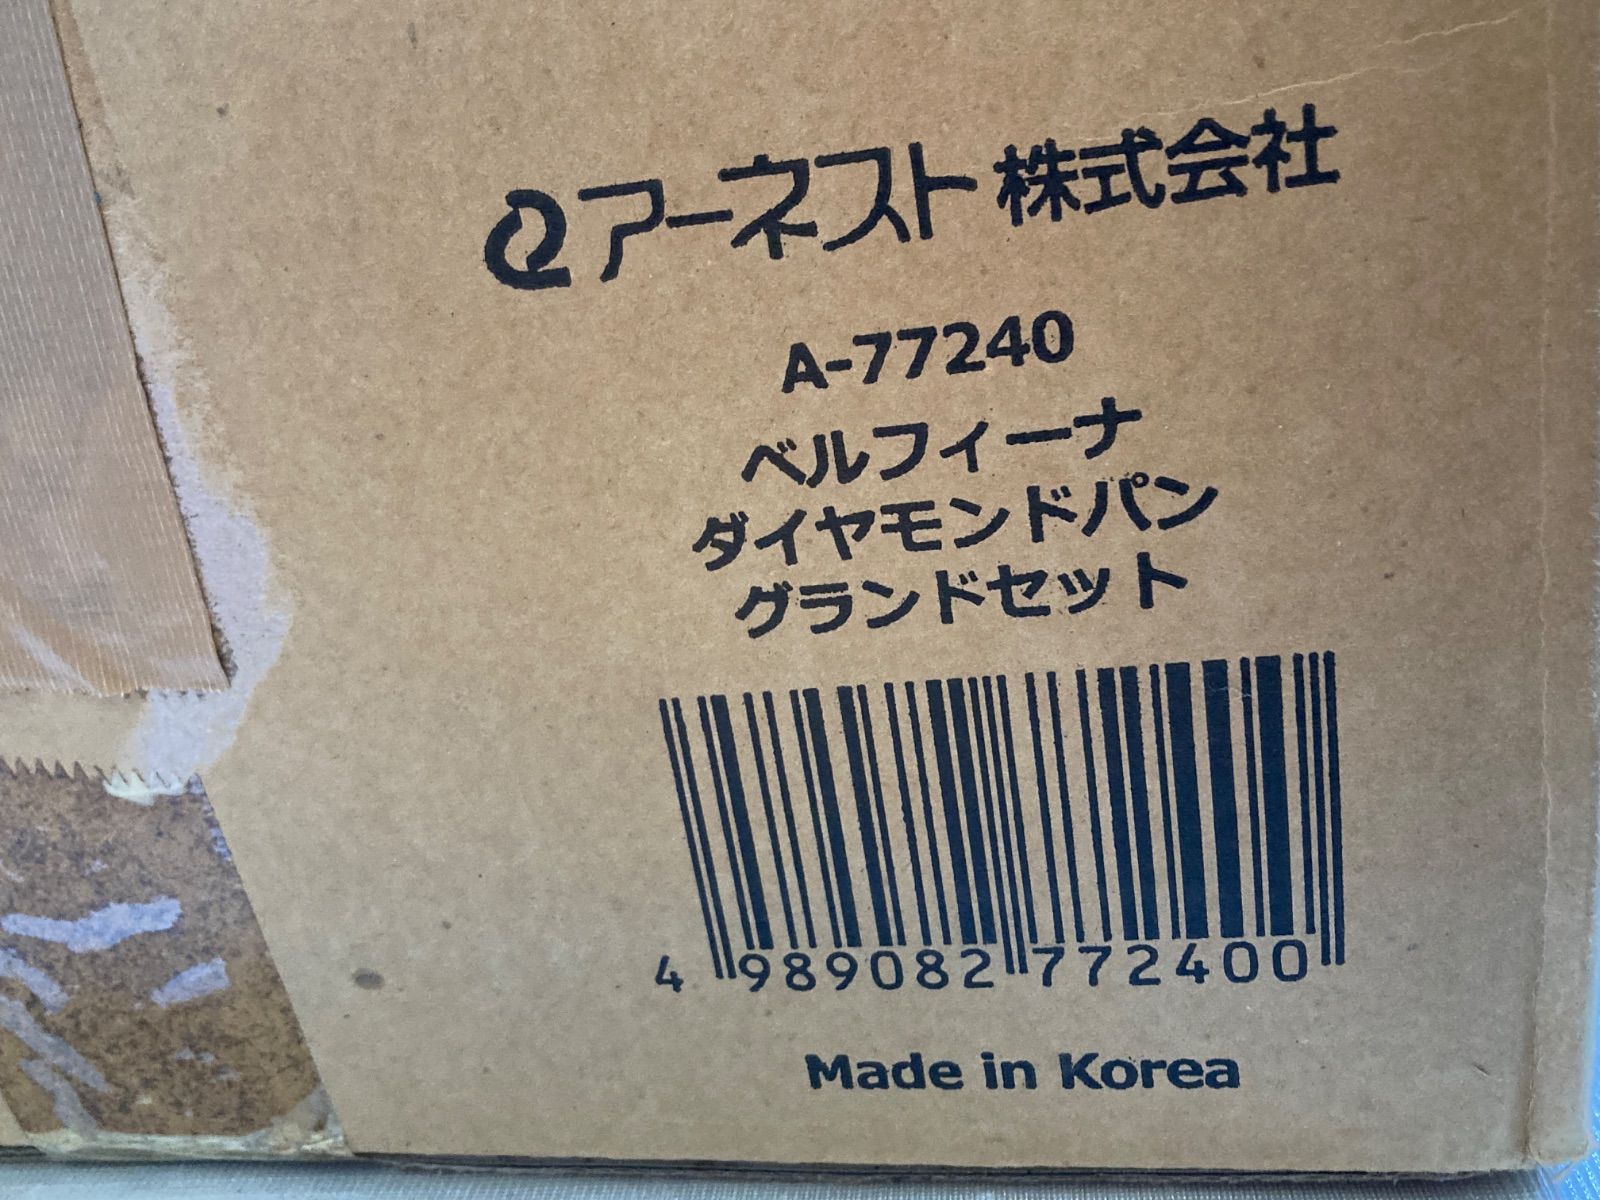 アーネスト株式会社
A-77240
ベルフィーナ
ダイヤモンドパン
グランドセット
4 989082 772400
Made in Korea